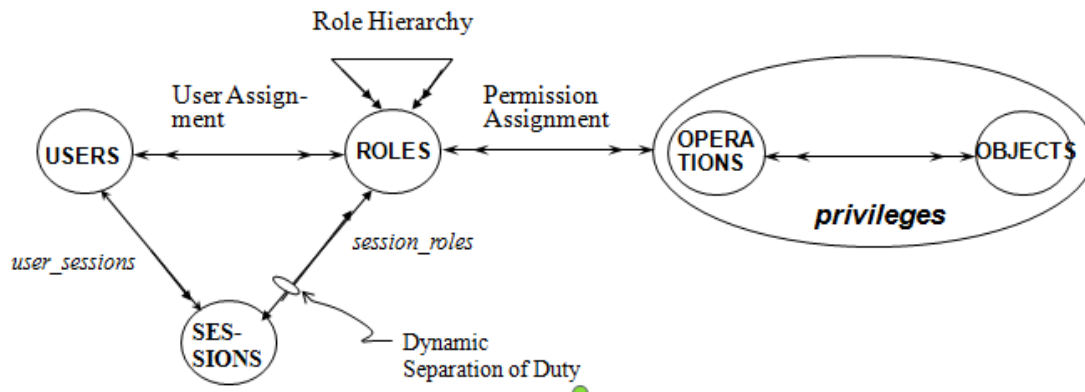 Role Hierarchy
User Assign-
ment
Permission
Assignment
USERS
ROLES
OPERA
TIONS
OBJECTS
privileges
user_sessions
session_roles
SES-
SIONS
Dynamic
Separation of Duty